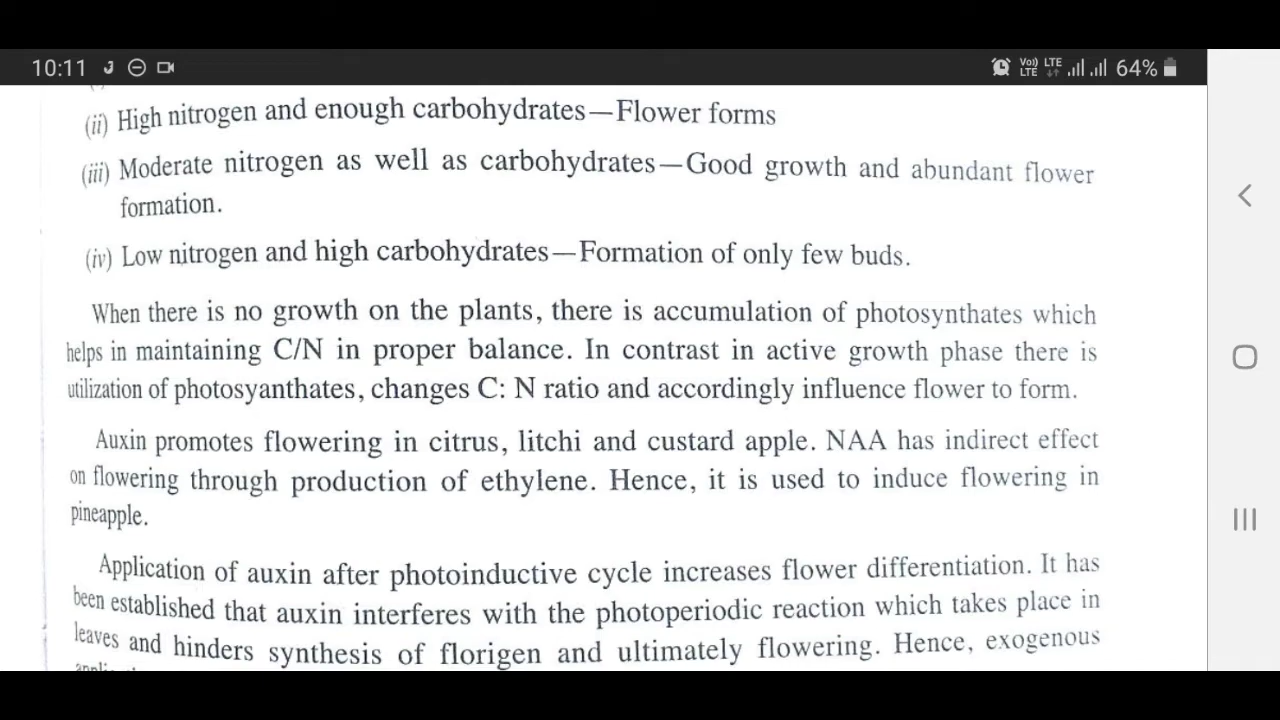 10:11
Vo)) LTE LTE 64%
(ii) High nitrogen and enough carbohydrates—Flower forms
(iii) Moderate nitrogen as well as carbohydrates—Good growth and abundant flower
formation.
(iv) Low nitrogen and high carbohydrates—Formation of only few buds.
When there is no growth on the plants, there is accumulation of photosynthates which
helps in maintaining C/N in proper balance. In contrast in active growth phase there is
utilization of photosyanthates, changes C: N ratio and accordingly influence flower to form.
Auxin promotes flowering in citrus, litchi and custard apple. NAA has indirect effect
on flowering through production of ethylene. Hence, it is used to induce flowering in
pineapple.
Application of auxin after photoinductive cycle increases flower differentiation. It has
been established that auxin interferes with the photoperiodic reaction which takes place in
leaves and hinders synthesis of florigen and ultimately flowering. Hence, exogenous